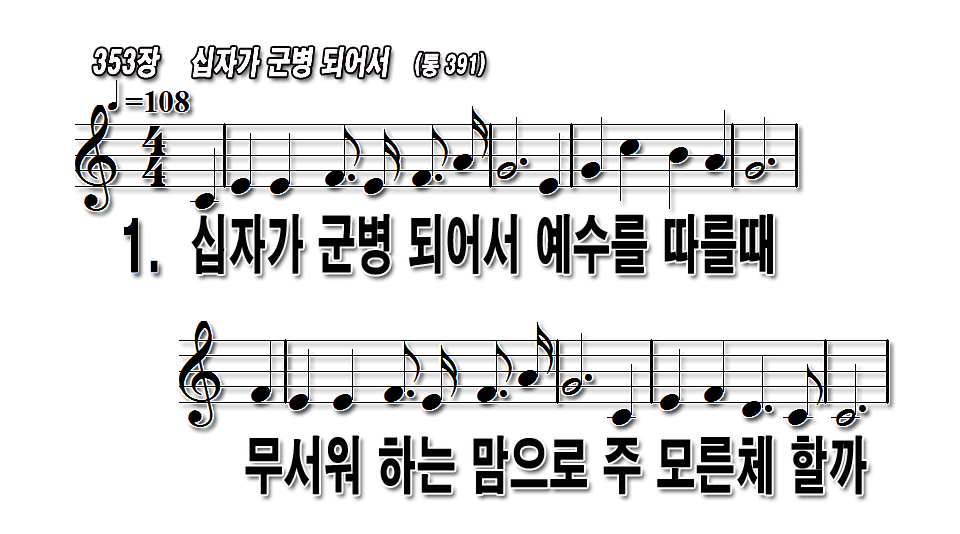 353장 십자가 군병 되어서 (통 391)
=108
4
4
1. 십자가 군병 되어서 예수를 따를때
무서워 하는 맘으로 주 모른체 할까